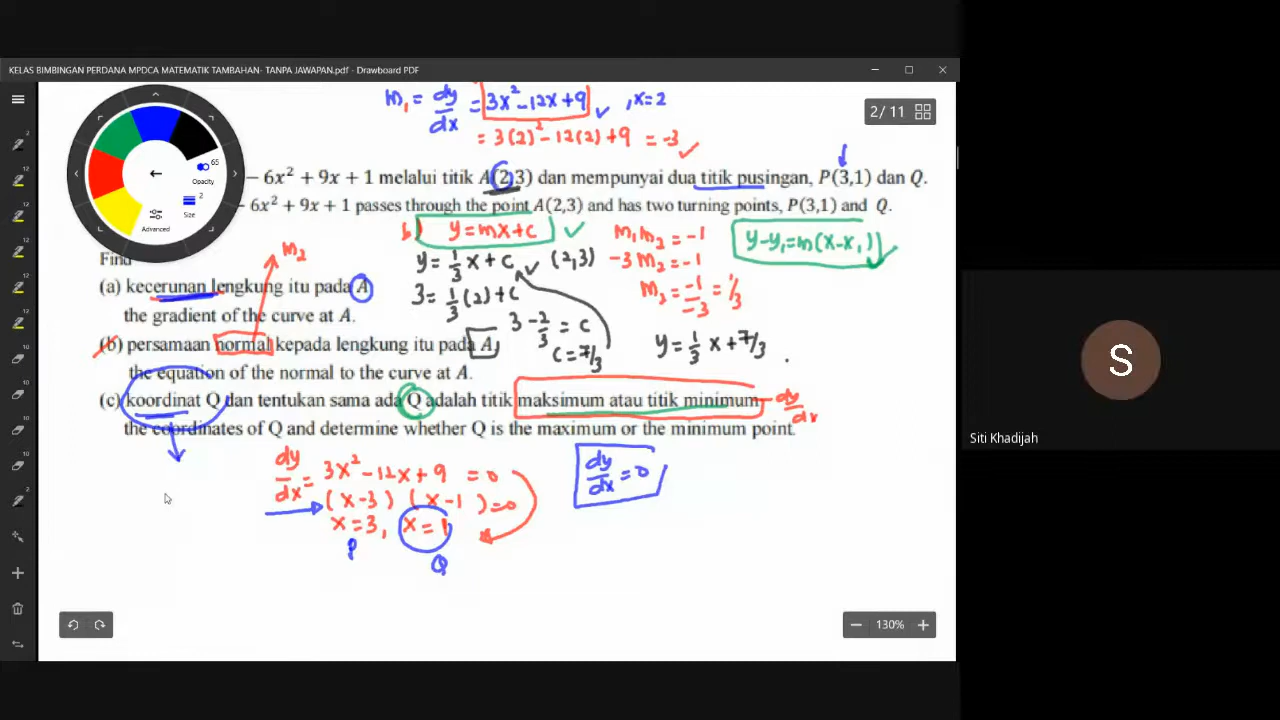 KELAS BIMBINGAN PERDANA MPDCA MATEMATIK TAMBAHAN- TANPA JAWAPAN.pdf - Drawboard PDF
2 / 11
m₁ = dy/dx = 3x² - 12x + 9 , x = 2
= 3(2)² - 12(2) + 9 = -3
65
Opacity
2
Size
Advanced
− 6x² + 9x + 1 melalui titik A(2,3) dan mempunyai dua titik pusingan, P(3,1) dan Q.
− 6x² + 9x + 1 passes through the point A(2,3) and has two turning points, P(3,1) and Q.
b) y = mx + c
m₁m₂ = -1
y - y₁ = m(x - x₁)
Find
m₂
y = 1/3 x + c (2,3)
-3m₂ = -1
(a) kecerunan lengkung itu pada A
3 = 1/3 (2) + c
m₂ = -1/-3 = 1/3
the gradient of the curve at A.
3 - 2/3 = c
(b) persamaan normal kepada lengkung itu pada A,
c = 7/3
y = 1/3 x + 7/3
the equation of the normal to the curve at A.
(c) koordinat Q dan tentukan sama ada Q adalah titik maksimum atau titik minimum.
dy/dx
the coordinates of Q and determine whether Q is the maximum or the minimum point.
dy/dx = 3x² - 12x + 9 = 0
dy/dx = 0
(x - 3) (x - 1) = 0
x = 3, x = 1
P Q
130%
S
Siti Khadijah